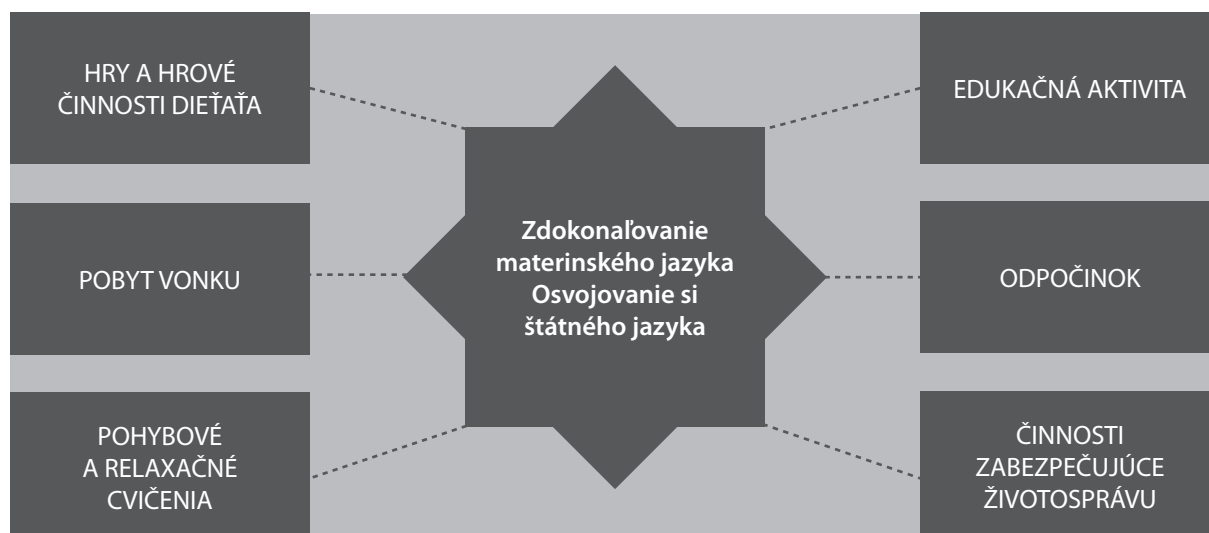 HRY A HROVÉ
ČINNOSTI DIEŤAŤA
POBYT VONKU
POHYBOVÉ
A RELAXAČNÉ
CVIČENIA
Zdokonaľovanie
materinského jazyka
Osvojovanie si
štátného jazyka
EDUKAČNÁ AKTIVITA
ODPOČINOK
ČINNOSTI
ZABEZPEČUJÚCE
ŽIVOTOSPRÁVU